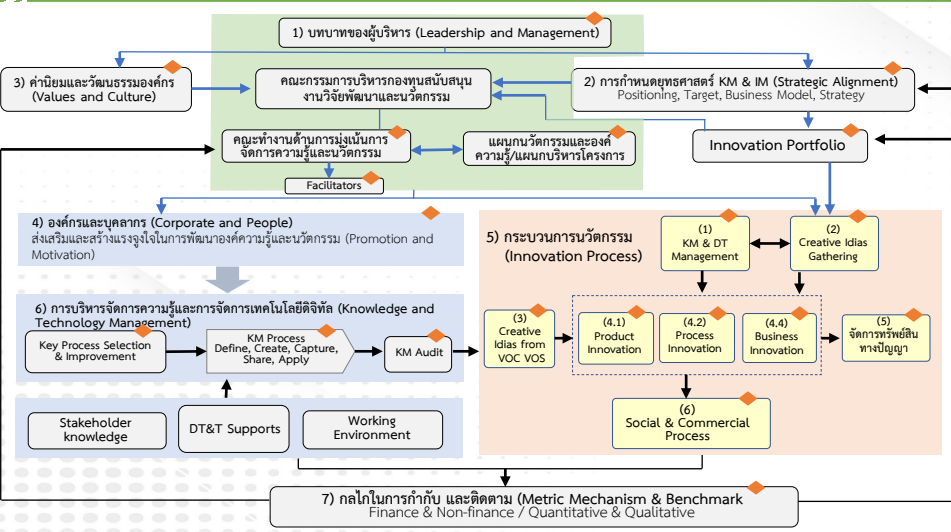 1) บทบาทของผู้บริหาร (Leadership and Management)
3) ค่านิยมและวัฒนธรรมองค์กร
(Values and Culture)
คณะกรรมการบริหารกองทุนสนับสนุน
งานวิจัยพัฒนาและนวัตกรรม
2) การกำหนดยุทธศาสตร์ KM & IM (Strategic Alignment)
Positioning, Target, Business Model, Strategy
คณะทำงานด้านการมุ่งเน้นการ
จัดการความรู้และนวัตกรรม
แผนกนวัตกรรมและองค์
ความรู้/แผนกบริหารโครงการ
Innovation Portfolio
Facilitators
4) องค์กรและบุคลากร (Corporate and People)
ส่งเสริมและสร้างแรงจูงใจในการพัฒนาองค์ความรู้และนวัตกรรม (Promotion and
Motivation)
5) กระบวนการนวัตกรรม
(Innovation Process)
(1)
KM & DT
Management
(2)
Creative Idias
Gathering
6) การบริหารจัดการความรู้และการจัดการเทคโนโลยีดิจิทัล (Knowledge and
Technology Management)
Key Process Selection
& Improvement
KM Process
Define, Create, Capture,
Share, Apply
KM Audit
(3)
Creative
Idias from
VOC VOS
(4.1)
Product
Innovation
(4.2)
Process
Innovation
(4.4)
Business
Innovation
(5)
จัดการทรัพย์สิน
ทางปัญญา
Stakeholder
knowledge
DT&T Supports
Working
Environment
(6)
Social & Commercial
Process
7) กลไกในการกำกับ และติดตาม (Metric Mechanism & Benchmark
Finance & Non-finance / Quantitative & Qualitative